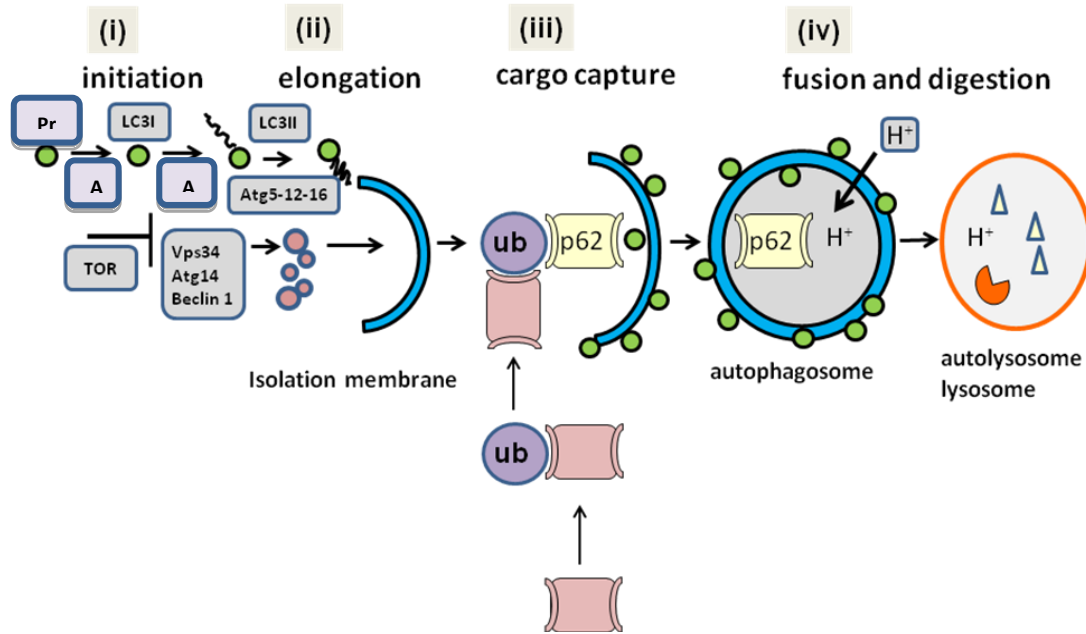 (i)
(ii)
(iii)
(iv)
initiation
elongation
cargo capture
fusion and digestion
Pr
LC3I
LC3II
H+
A
A
Atg5-12-16
TOR
Vps34
Atg14
Beclin 1
ub
p62
p62
H+
H+
Isolation membrane
autophagosome
autolysosome
lysosome
ub